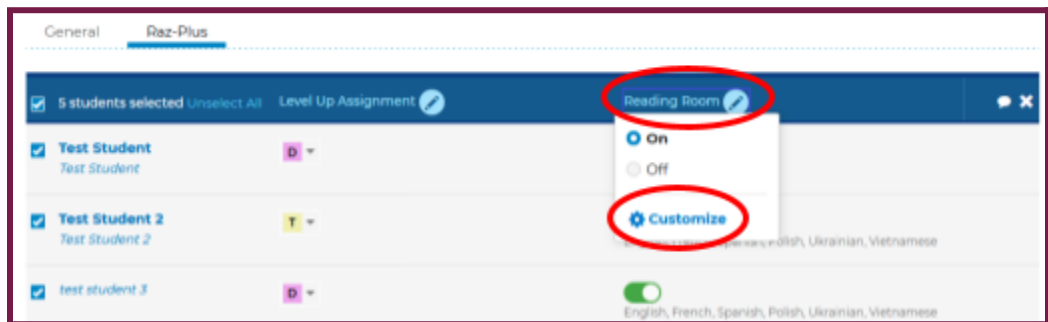 General Raz-Plus
5 students selected Unselect All Level Up Assignment Reading Room
Test Student D On
Test Student Off
Test Student 2 T Customize
Test Student 2 Polish, Ukrainian, Vietnamese
test student 3 D
English, French, Spanish, Polish, Ukrainian, Vietnamese